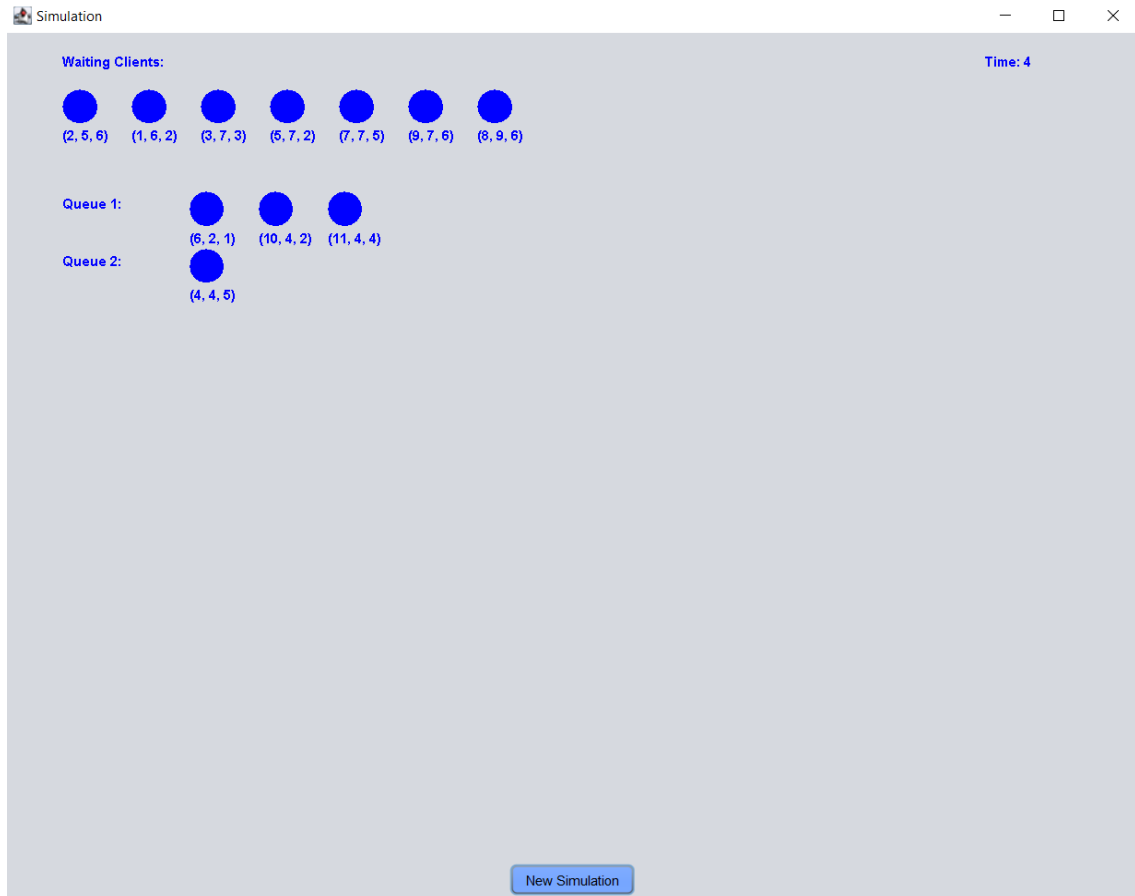 Simulation
Waiting Clients: Time: 4
(2, 5, 6) (1, 6, 2) (3, 7, 3) (5, 7, 2) (7, 7, 5) (9, 7, 6) (8, 9, 6)
Queue 1:
(6, 2, 1) (10, 4, 2) (11, 4, 4)
Queue 2:
(4, 4, 5)
New Simulation